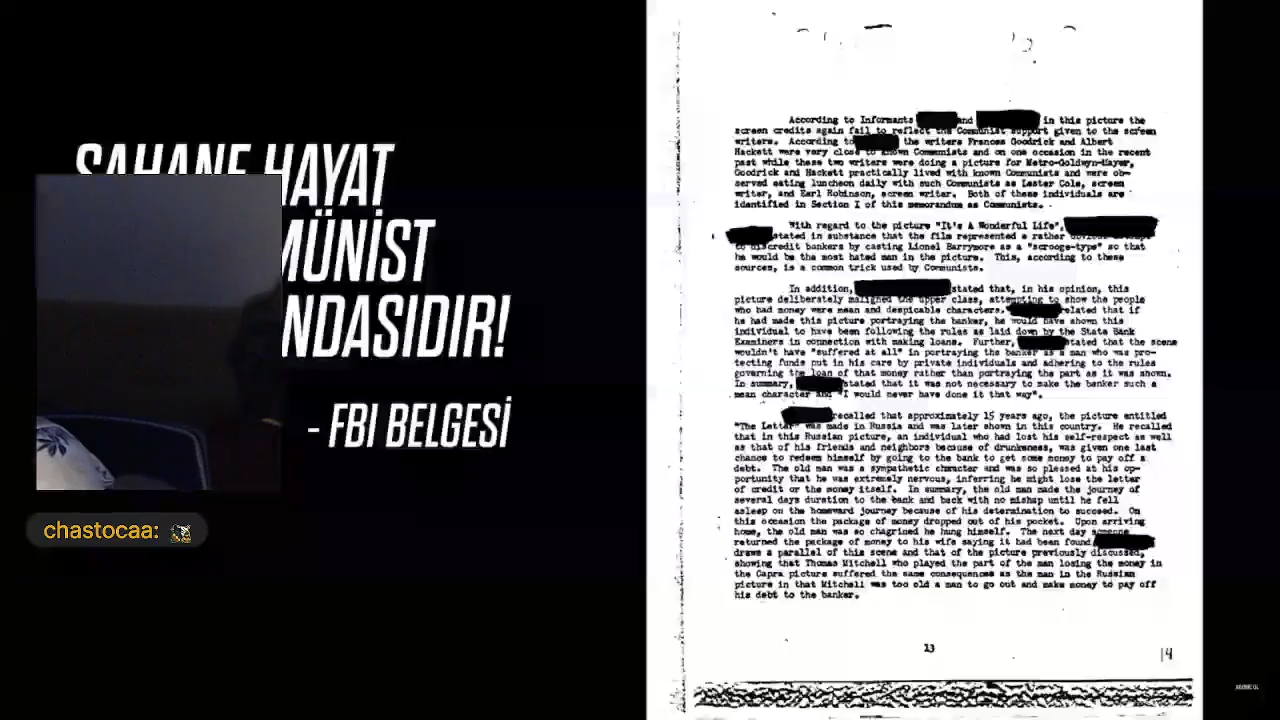 ŞAHANE HAYAT
MÜNİST
NDASIDIR!
- FBI BELGESİ
chastocaa:
According to Informants and in this picture the
screen credits again fail to reflect the Communist support given to the screen
writers. According to the writers Frances Goodrick and Albert
Hackett were very close to known Communists and on one occasion in the recent
past while these two writers were doing a picture for Metro-Goldwyn-Mayer,
Goodrick and Hackett practically lived with known Communists and were ob-
served eating luncheon daily with such Communists as Lester Cole, screen
writer, and Earl Robinson, screen writer. Both of these individuals are
identified in Section I of this memorandum as Communists.
With regard to the picture "It's A Wonderful Life",
stated in substance that the film represented a rather obvious attempt
to discredit bankers by casting Lionel Barrymore as a "scrooge-type" so that
he would be the most hated man in the picture. This, according to these
sources, is a common trick used by Communists.
In addition, stated that, in his opinion, this
picture deliberately maligned the upper class, attempting to show the people
who had money were mean and despicable characters. related that if
he had made this picture portraying the banker, he would have shown this
individual to have been following the rules as laid down by the State Bank
Examiners in connection with making loans. Further, stated that the scene
wouldn't have "suffered at all" in portraying the banker as a man who was pro-
tecting funds put in his care by private individuals and adhering to the rules
governing the loan of that money rather than portraying the part as it was shown.
In summary, stated that it was not necessary to make the banker such a
mean character and "I would never have done it that way".
recalled that approximately 15 years ago, the picture entitled
"The Letter" was made in Russia and was later shown in this country. He recalled
that in this Russian picture, an individual who had lost his self-respect as well
as that of his friends and neighbors because of drunkeness, was given one last
chance to redeem himself by going to the bank to get some money to pay off a
debt. The old man was a sympathetic character and was so pleased at his op-
portunity that he was extremely nervous, inferring he might lose the letter
of credit or the money itself. In summary, the old man made the journey of
several days duration to the bank and back with no mishap until he fell
asleep on the homeward journey because of his determination to succeed. On
this occasion the package of money dropped out of his pocket. Upon arriving
home, the old man was so chagrined he hung himself. The next day someone
returned the package of money to his wife saying it had been found.
draws a parallel of this scene and that of the picture previously discussed,
showing that Thomas Mitchell who played the part of the man losing the money in
the Capra picture suffered the same consequences as the man in the Russian
picture in that Mitchell was too old a man to go out and make money to pay off
his debt to the banker.
13
14